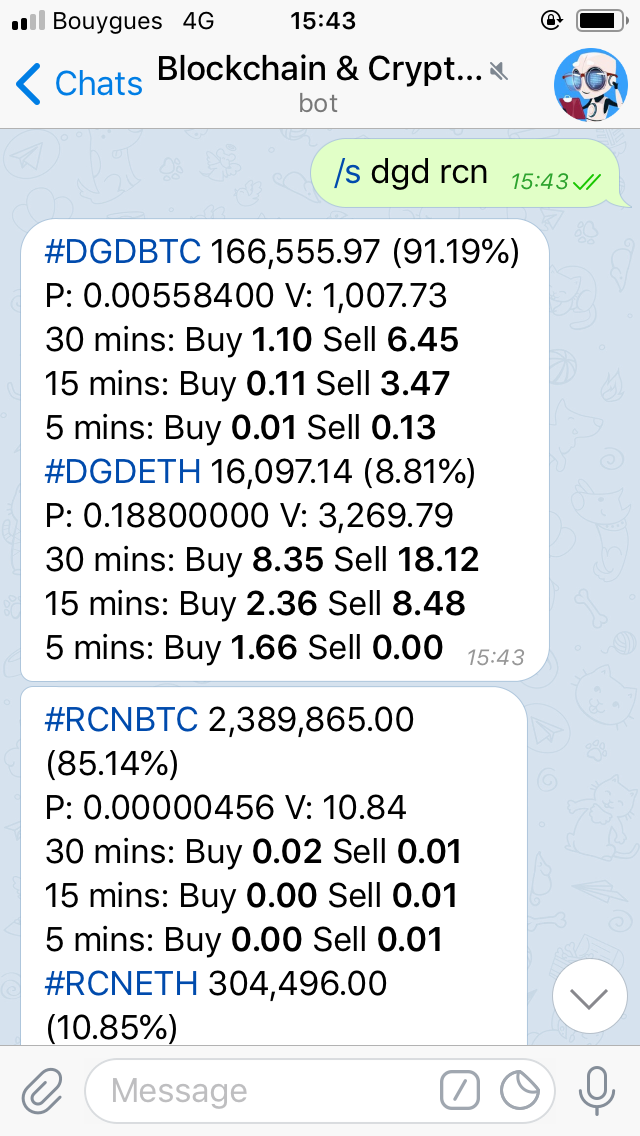 Bouygues 4G 15:43
Chats Blockchain & Crypt...
bot
/s dgd rcn 15:43
#DGDBTC 166,555.97 (91.19%)
P: 0.00558400 V: 1,007.73
30 mins: Buy 1.10 Sell 6.45
15 mins: Buy 0.11 Sell 3.47
5 mins: Buy 0.01 Sell 0.13
#DGDETH 16,097.14 (8.81%)
P: 0.18800000 V: 3,269.79
30 mins: Buy 8.35 Sell 18.12
15 mins: Buy 2.36 Sell 8.48
5 mins: Buy 1.66 Sell 0.00 15:43
#RCNBTC 2,389,865.00
(85.14%)
P: 0.00000456 V: 10.84
30 mins: Buy 0.02 Sell 0.01
15 mins: Buy 0.00 Sell 0.01
5 mins: Buy 0.00 Sell 0.01
#RCNETH 304,496.00
(10.85%)
Message